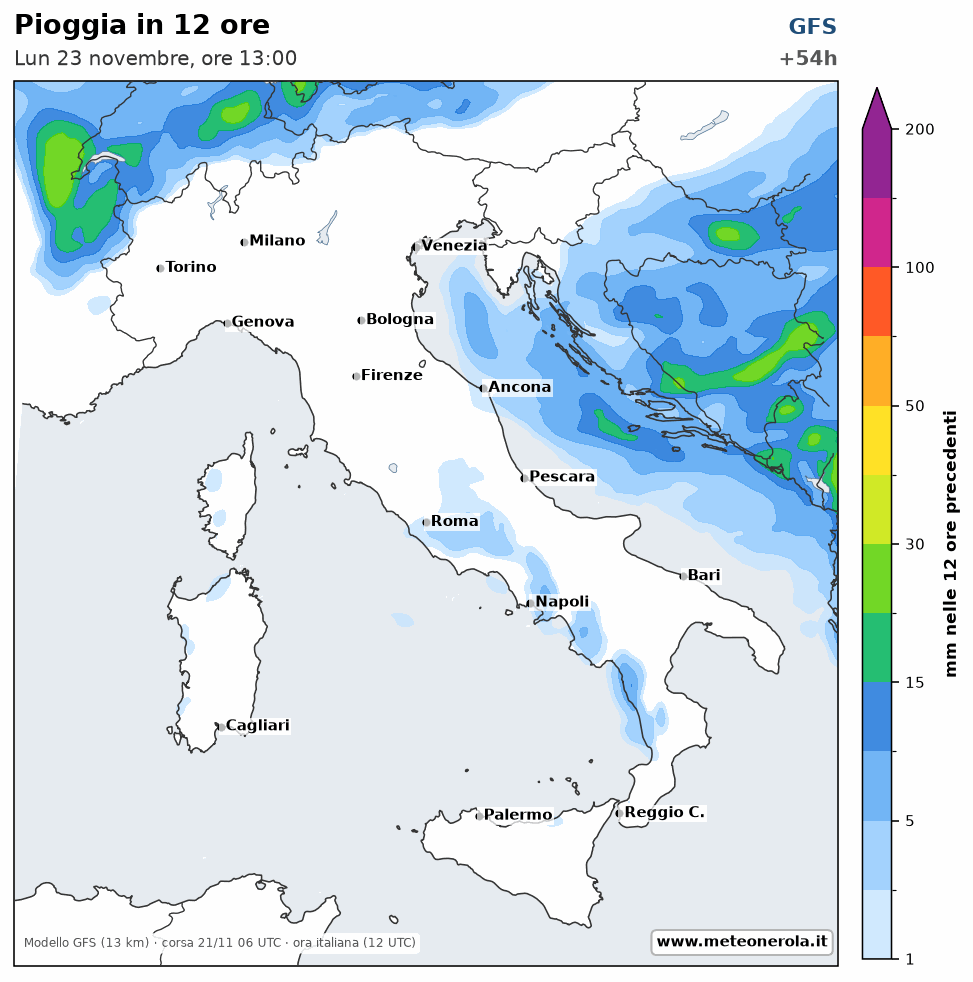 Pioggia in 12 ore
GFS
Lun 23 novembre, ore 13:00
+54h
200
100
50
30
15
5
1
mm nelle 12 ore precedenti
Milano
Venezia
Torino
Genova
Bologna
Firenze
Ancona
Pescara
Roma
Bari
Napoli
Cagliari
Palermo
Reggio C.
Modello GFS (13 km) · corsa 21/11 06 UTC · ora italiana (12 UTC)
www.meteonerola.it